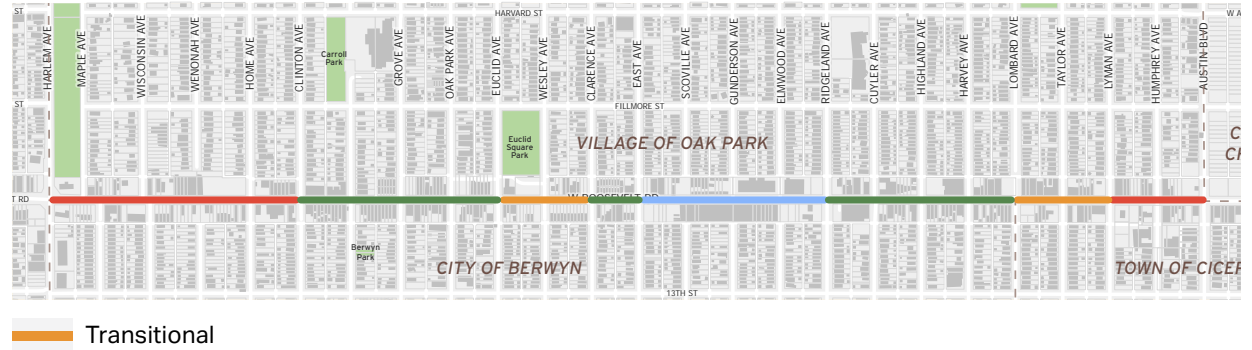 ST
HARVARD ST
W A
HARLEM AVE
MAPLE AVE
WISCONSIN AVE
WENONAH AVE
HOME AVE
CLINTON AVE
Carroll
Park
GROVE AVE
OAK PARK AVE
EUCLID AVE
WESLEY AVE
CLARENCE AVE
EAST AVE
SCOVILLE AVE
GUNDERSON AVE
ELMWOOD AVE
RIDGELAND AVE
CUYLER AVE
HIGHLAND AVE
HARVEY AVE
LOMBARD AVE
TAYLOR AVE
LYMAN AVE
HUMPHREY AVE
AUSTIN BLVD
ST
FILLMORE ST
Euclid
Square
Park
VILLAGE OF OAK PARK
C
CH
T RD
W ROOSEVELT RD
Berwyn
Park
CITY OF BERWYN
TOWN OF CICER
13TH ST
Transitional